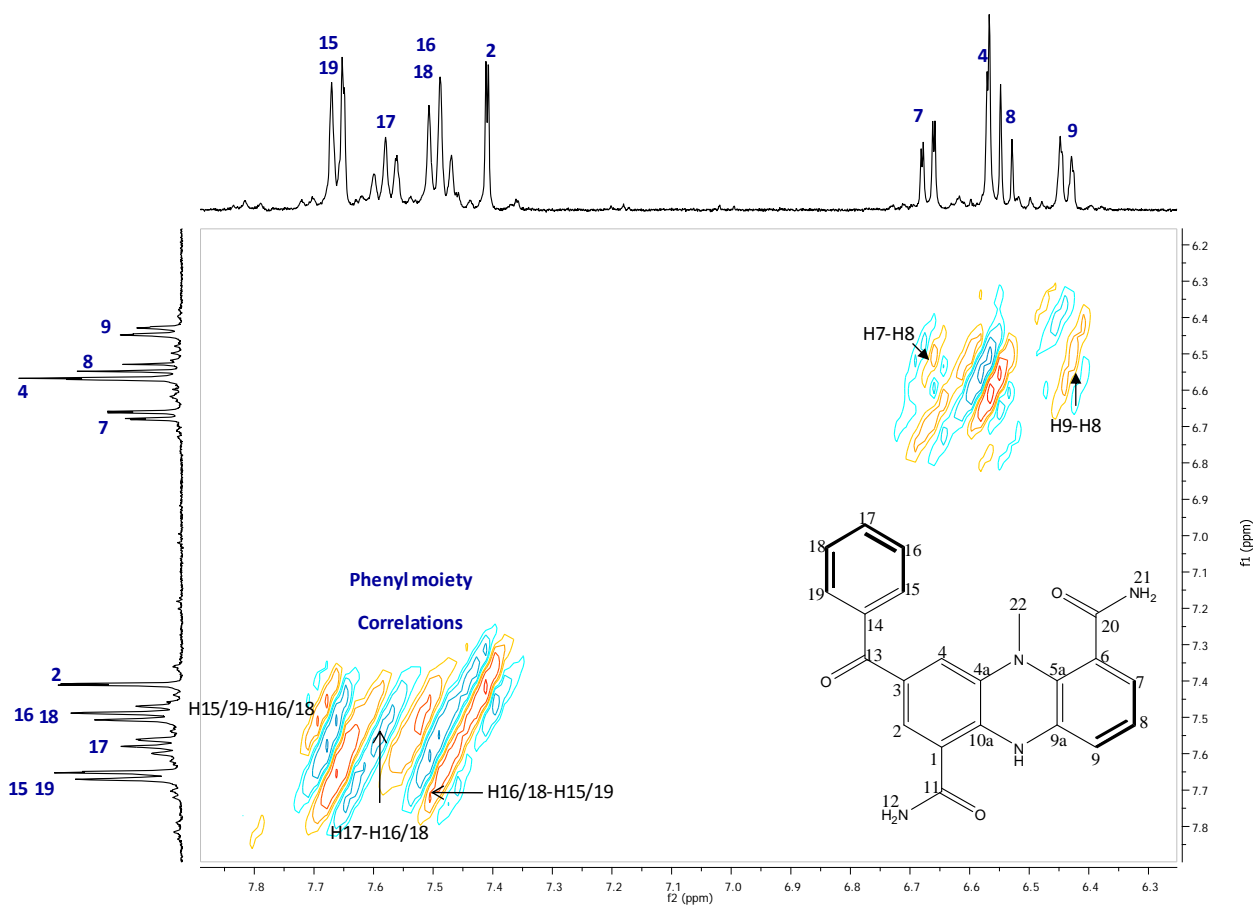 15
19
17
16
18
2
4
7
8
9
9
8
4
7
2
16 18
17
15 19
H7-H8
H9-H8
Phenyl moiety
Correlations
H15/19-H16/18
H16/18-H15/19
H17-H16/18
17
18
16
19
15
14
O
13
3
4
4a
2
10a
1
11
12
H2N
O
N
22
N
H
5a
9a
6
7
8
9
20
O
21
NH2
6.2
6.3
6.4
6.5
6.6
6.7
6.8
6.9
7.0
7.1
7.2
7.3
7.4
7.5
7.6
7.7
7.8
f1 (ppm)
7.8 7.7 7.6 7.5 7.4 7.3 7.2 7.1 7.0 6.9 6.8 6.7 6.6 6.5 6.4 6.3
f2 (ppm)